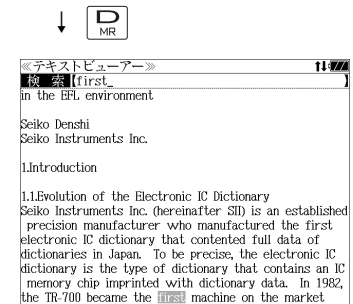 ↓ D
MR
≪テキストビューアー≫
検 索【first_ 】
in the EFL environment
Seiko Denshi
Seiko Instruments Inc.
1.Introduction
1.1.Evolution of the Electronic IC Dictionary
Seiko Instruments Inc. (hereinafter SII) is an established
precision manufacturer who manufactured the first
electronic IC dictionary that contented full data of
dictionaries in Japan. To be precise, the electronic IC
dictionary is the type of dictionary that contains an IC
memory chip imprinted with dictionary data. In 1982,
the TR-700 became the first machine on the market